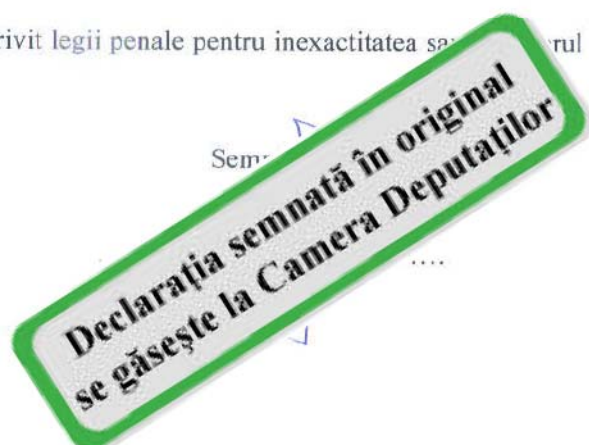 rivit legii penale pentru inexactitatea sa rul
Sem
....
Declarația semnată în original
se găsește la Camera Deputaților